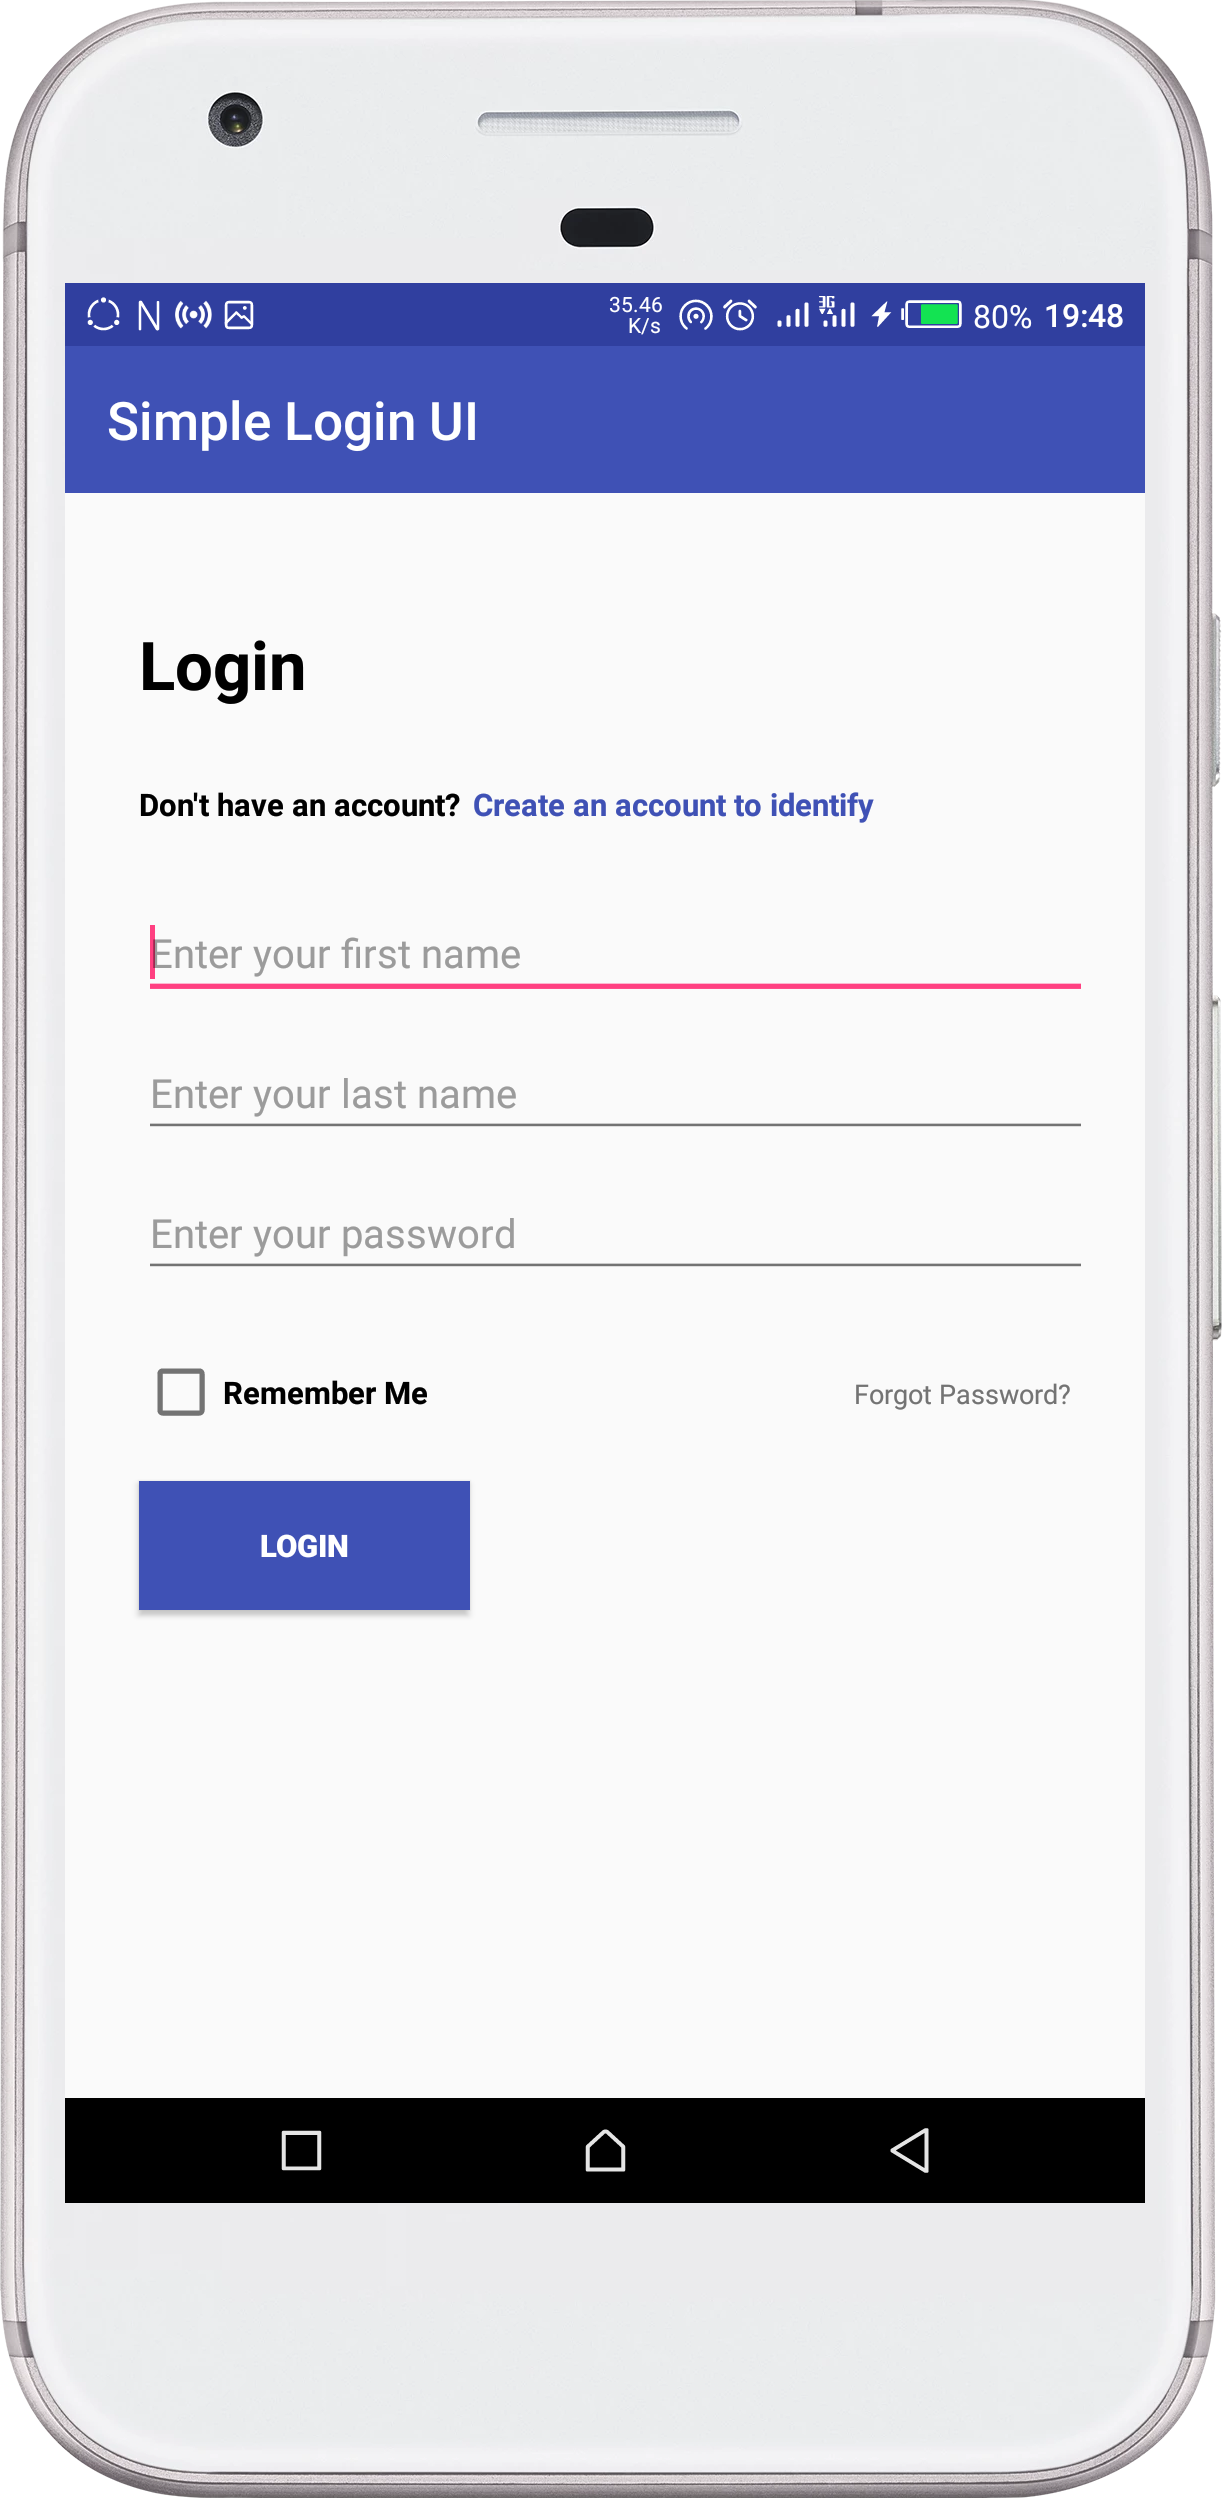 35.46
K/s
3G
80% 19:48
Simple Login UI
Login
Don't have an account? Create an account to identify
Enter your first name
Enter your last name
Enter your password
Remember Me
Forgot Password?
LOGIN